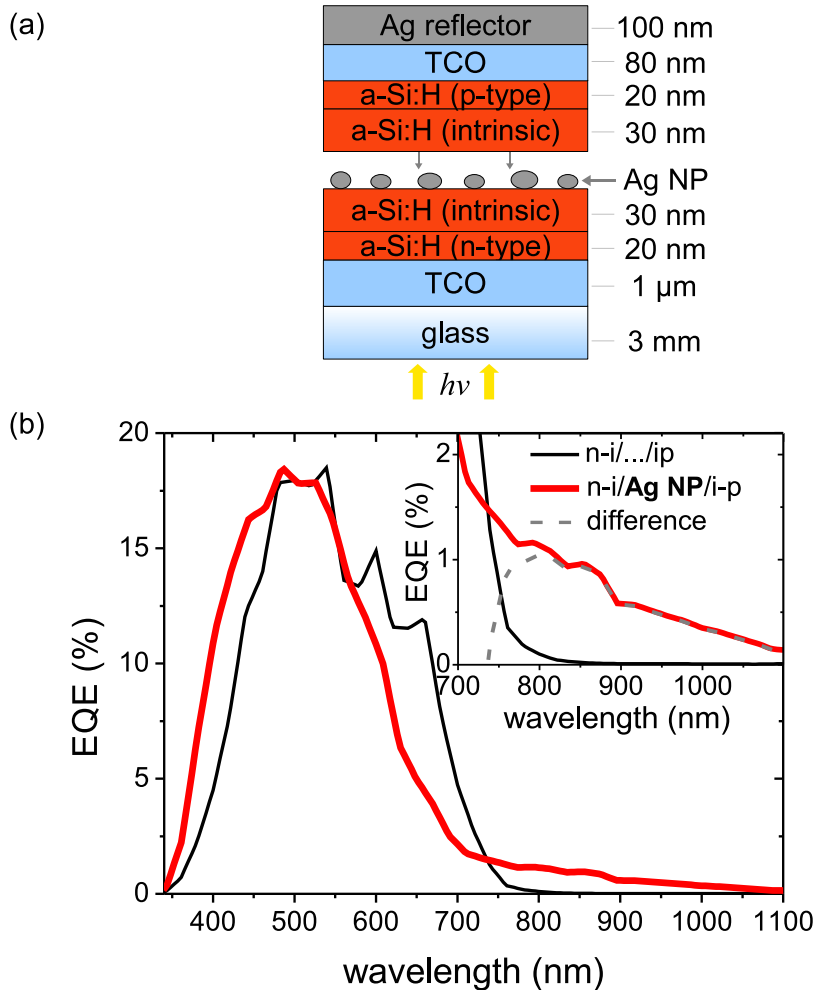 (a)
Ag reflector
100 nm
TCO
80 nm
a-Si:H (p-type)
20 nm
a-Si:H (intrinsic)
30 nm
Ag NP
a-Si:H (intrinsic)
30 nm
a-Si:H (n-type)
20 nm
TCO
1 µm
glass
3 mm
hν
(b)
EQE (%)
20
15
10
5
0
400 500 600 700 800 900 1000 1100
wavelength (nm)
EQE (%)
2
1
0
700 800 900 1000
wavelength (nm)
n-i/.../ip
n-i/Ag NP/i-p
difference